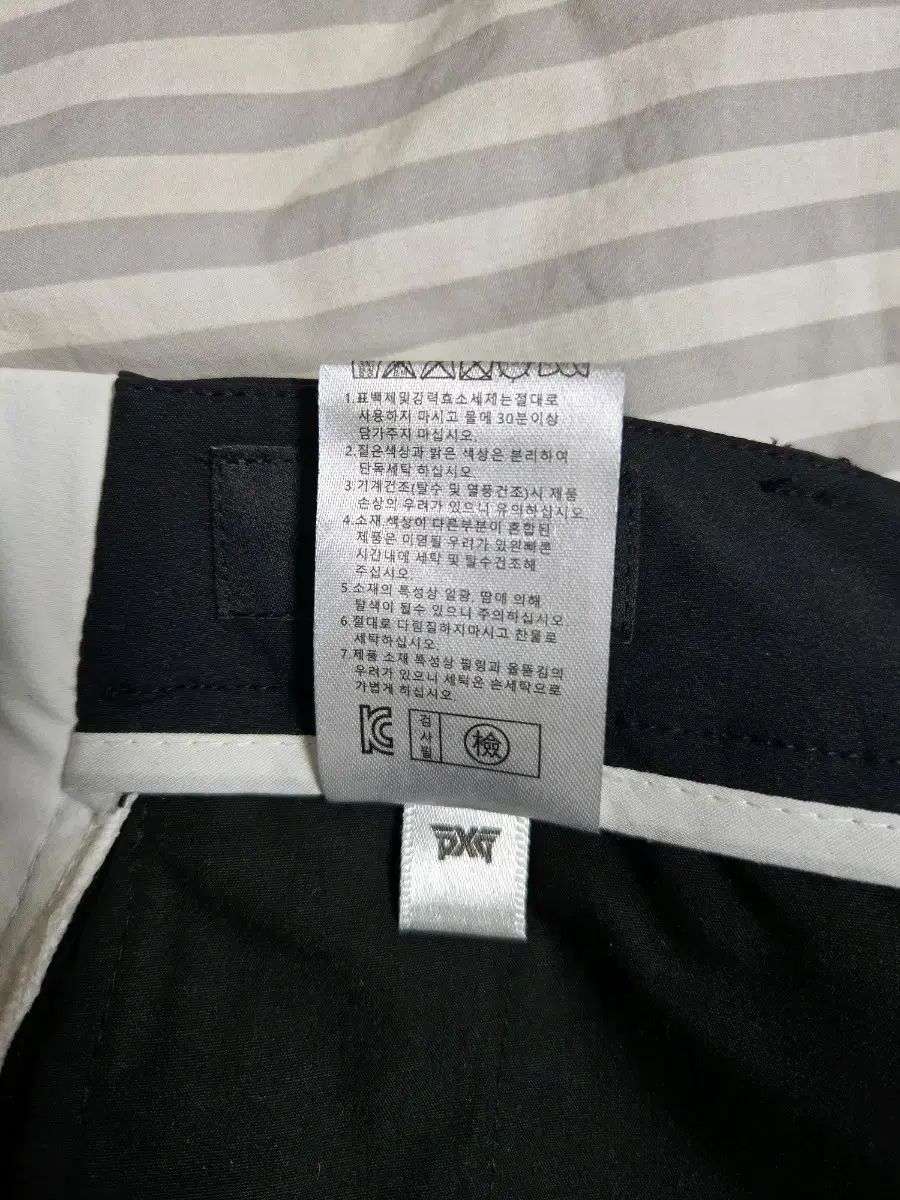 1.표백제및강력효소세제는절대로
사용하지 마시고 물에 30분이상
담가주지 마십시오.
2.짙은색상과 밝은 색상은 분리하여
단독세탁 하십시오
3.기계건조(탈수 및 열풍건조)시 제품
손상의 우려가 있으니 유의하십시오.
4.소재 색상이 다른부분이 혼합된
제품은 이염될 우려가 있읜빠른
시간내에 세탁 및 탈수건조해
주십시오.
5.소재의 특성상 일광, 땀에 의해
탈색이 될수 있으니 주의하십시오.
6.절대로 다림질하지마시고 찬물로
세탁하십시오.
7.제품 소재 특성상 필링과 올뜯김의
우려가 있으니 세탁은 손세탁으로
가볍게 하십시오.
KC 검사필 檢
PXG